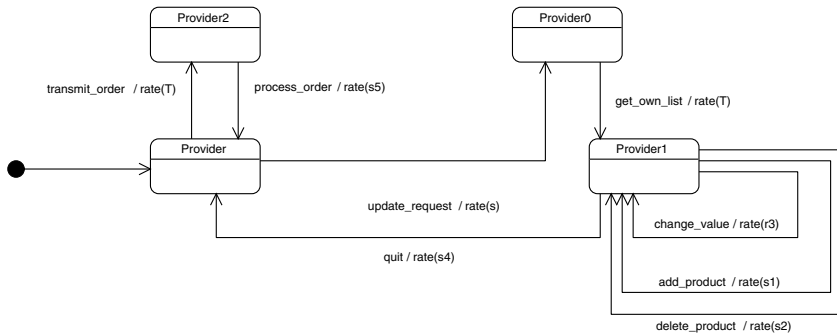 Provider2
Provider0
transmit_order / rate(T)
process_order / rate(s5)
get_own_list / rate(T)
Provider
Provider1
update_request / rate(s)
change_value / rate(r3)
quit / rate(s4)
add_product / rate(s1)
delete_product / rate(s2)